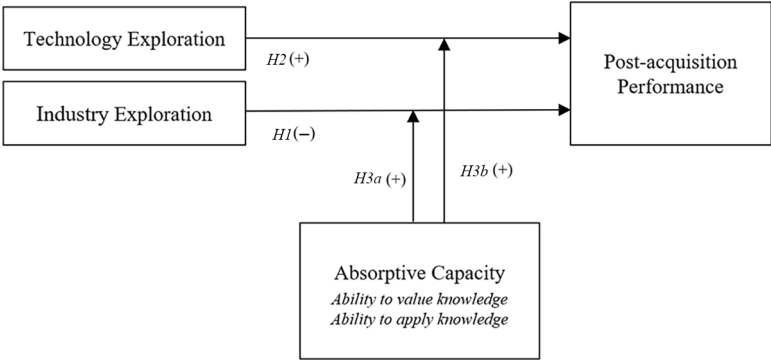 Technology Exploration
H2 (+)
Industry Exploration
H1(–)
Post-acquisition
Performance
H3a (+)
H3b (+)
Absorptive Capacity
Ability to value knowledge
Ability to apply knowledge